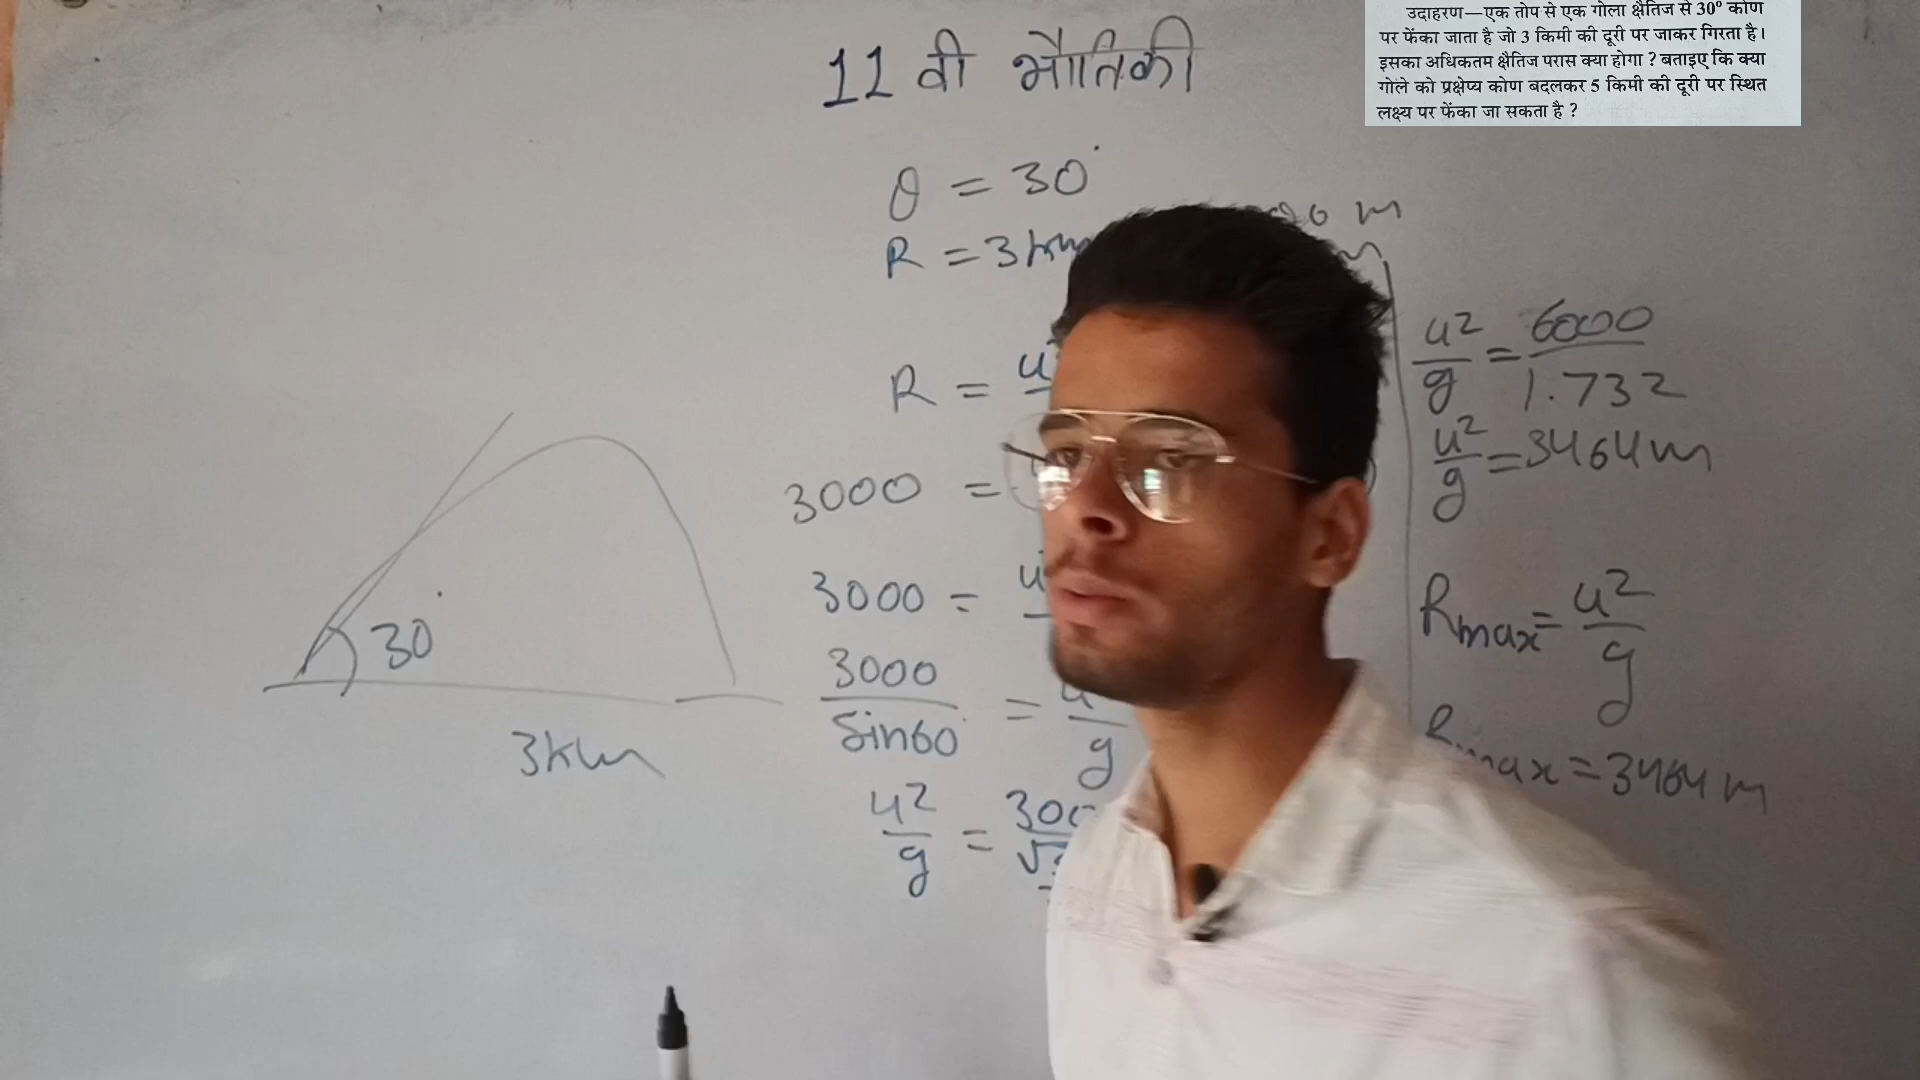 उदाहरण—एक तोप से एक गोला क्षैतिज से 30° कोण
पर फेंका जाता है जो 3 किमी की दूरी पर जाकर गिरता है।
इसका अधिकतम क्षैतिज परास क्या होगा ? बताइए कि क्या
गोले को प्रक्षेप्य कोण बदलकर 5 किमी की दूरी पर स्थित
लक्ष्य पर फेंका जा सकता है ?
11 वी भौतिकी
θ = 30°
R = 3km
m
R = u
3000 =
3000 = u
3000/sin60° = u/g
u²/g = 300/√
30°
3km
u²/g = 6000/1.732
u²/g = 3464m
Rmax = u²/g
Rmax = 3464m